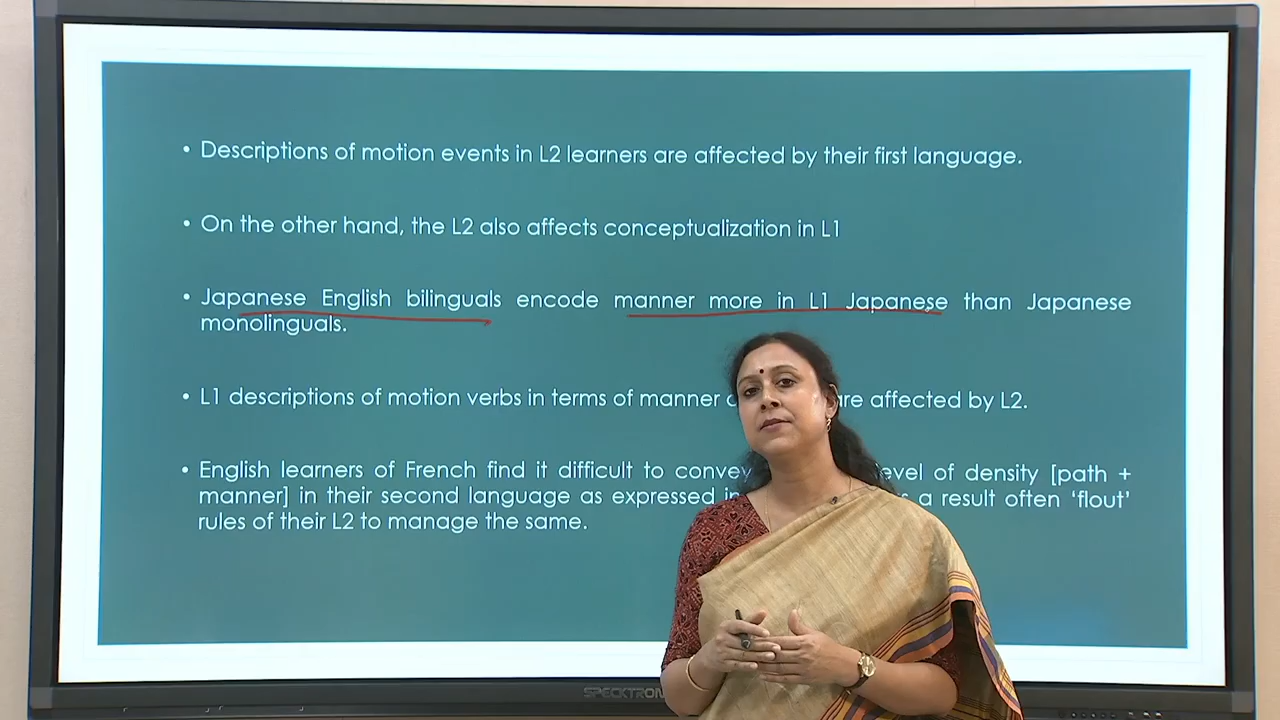 • Descriptions of motion events in L2 learners are affected by their first language.
• On the other hand, the L2 also affects conceptualization in L1
• Japanese English bilinguals encode manner more in L1 Japanese than Japanese
monolinguals.
• L1 descriptions of motion verbs in terms of manner are affected by L2.
• English learners of French find it difficult to convey level of density [path +
manner] in their second language as expressed in a result often ‘flout’
rules of their L2 to manage the same.
SPECKTRON